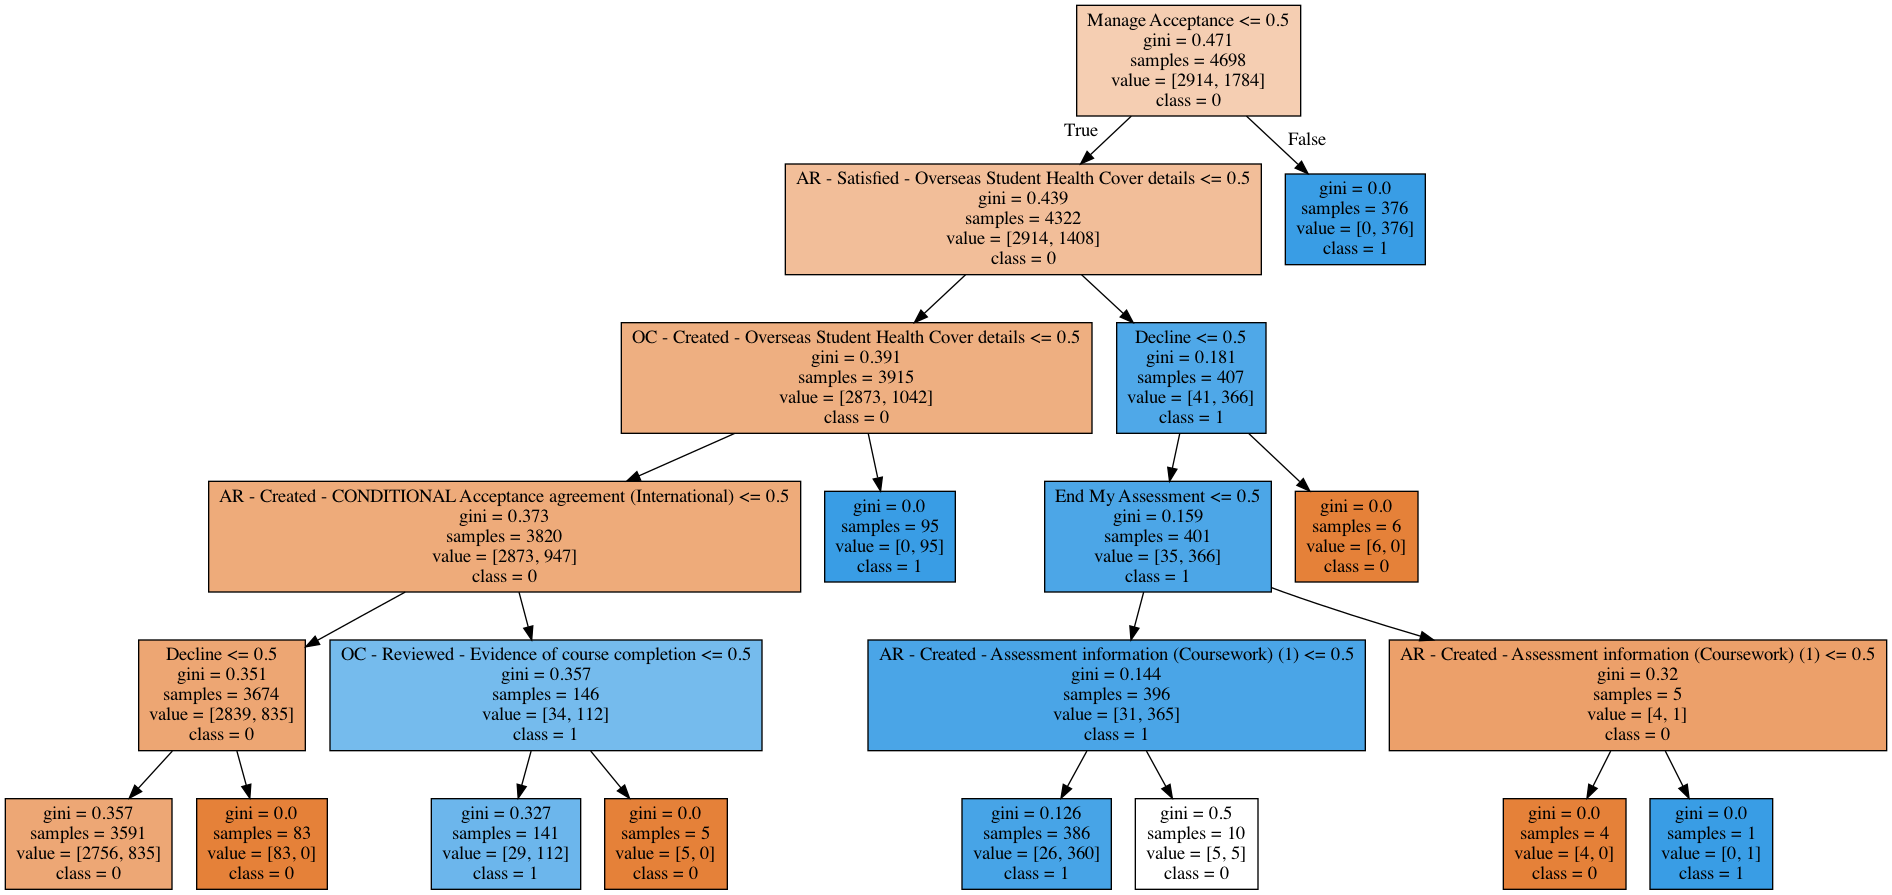 Manage Acceptance <= 0.5
gini = 0.471
samples = 4698
value = [2914, 1784]
class = 0
True
False
AR - Satisfied - Overseas Student Health Cover details <= 0.5
gini = 0.439
samples = 4322
value = [2914, 1408]
class = 0
gini = 0.0
samples = 376
value = [0, 376]
class = 1
OC - Created - Overseas Student Health Cover details <= 0.5
gini = 0.391
samples = 3915
value = [2873, 1042]
class = 0
Decline <= 0.5
gini = 0.181
samples = 407
value = [41, 366]
class = 1
AR - Created - CONDITIONAL Acceptance agreement (International) <= 0.5
gini = 0.373
samples = 3820
value = [2873, 947]
class = 0
gini = 0.0
samples = 95
value = [0, 95]
class = 1
End My Assessment <= 0.5
gini = 0.159
samples = 401
value = [35, 366]
class = 1
gini = 0.0
samples = 6
value = [6, 0]
class = 0
Decline <= 0.5
gini = 0.351
samples = 3674
value = [2839, 835]
class = 0
OC - Reviewed - Evidence of course completion <= 0.5
gini = 0.357
samples = 146
value = [34, 112]
class = 1
AR - Created - Assessment information (Coursework) (1) <= 0.5
gini = 0.144
samples = 396
value = [31, 365]
class = 1
AR - Created - Assessment information (Coursework) (1) <= 0.5
gini = 0.32
samples = 5
value = [4, 1]
class = 0
gini = 0.357
samples = 3591
value = [2756, 835]
class = 0
gini = 0.0
samples = 83
value = [83, 0]
class = 0
gini = 0.327
samples = 141
value = [29, 112]
class = 1
gini = 0.0
samples = 5
value = [5, 0]
class = 0
gini = 0.126
samples = 386
value = [26, 360]
class = 1
gini = 0.5
samples = 10
value = [5, 5]
class = 0
gini = 0.0
samples = 4
value = [4, 0]
class = 0
gini = 0.0
samples = 1
value = [0, 1]
class = 1